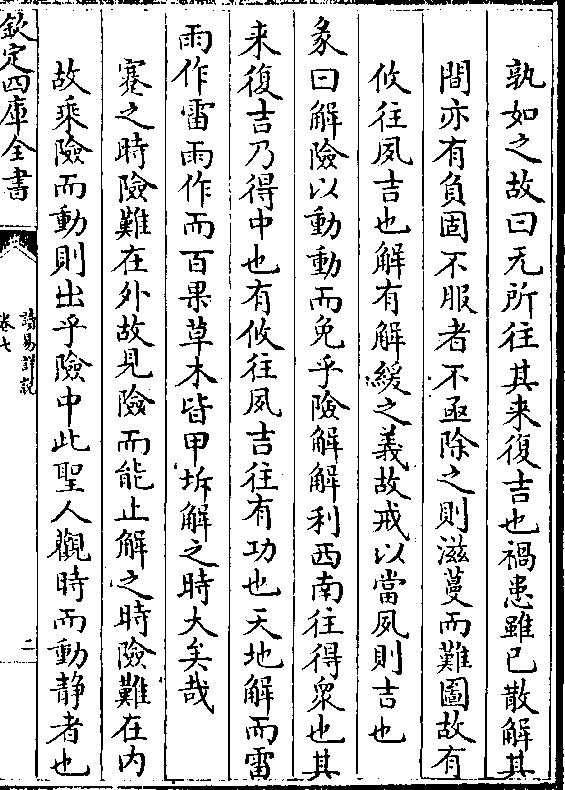 孰如之故曰无所往其来復吉也禍患雖已散解其
間亦有負固不服者不亟除之則滋蔓而難圖故有
攸往夙吉也解有解緩之義故戒以當夙則吉也
彖曰解險以動動而免乎險解解利西南往得衆也其
来復吉乃得中也有攸往夙吉往有功也天地解而雷
雨作雷雨作而百果草木皆甲坼解之時大矣哉
蹇之時險難在外故見險而能止解之時險難在内
故乘險而動則出乎險中此聖人觀時而動静者也
欽定四庫全書
讀易詳說
卷七
二